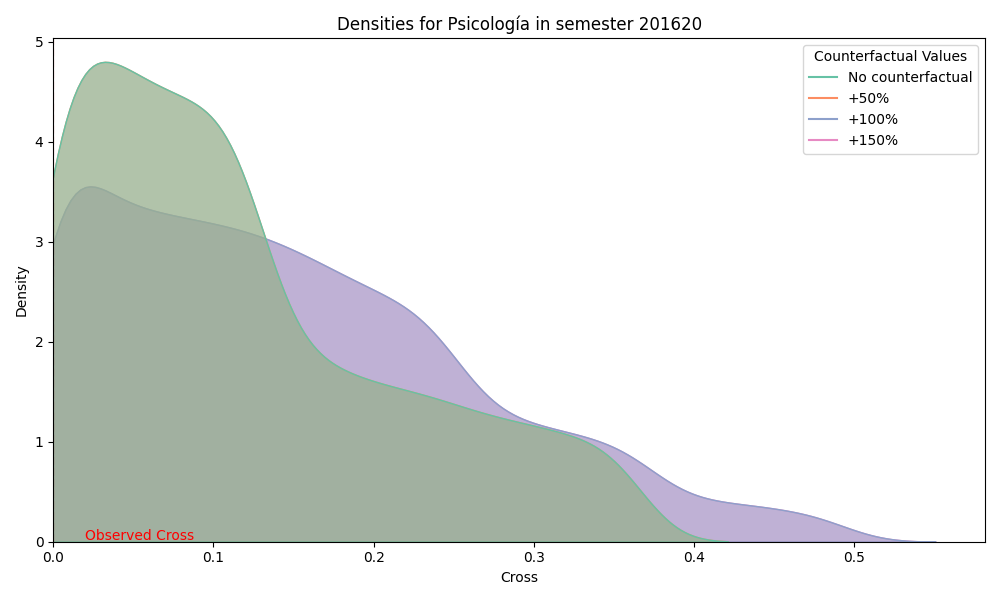 Densities for Psicología in semester 201620
Counterfactual Values
No counterfactual
+50%
+100%
+150%
Density
5
4
3
2
1
0
Observed Cross
0.0
0.1
0.2
0.3
0.4
0.5
Cross